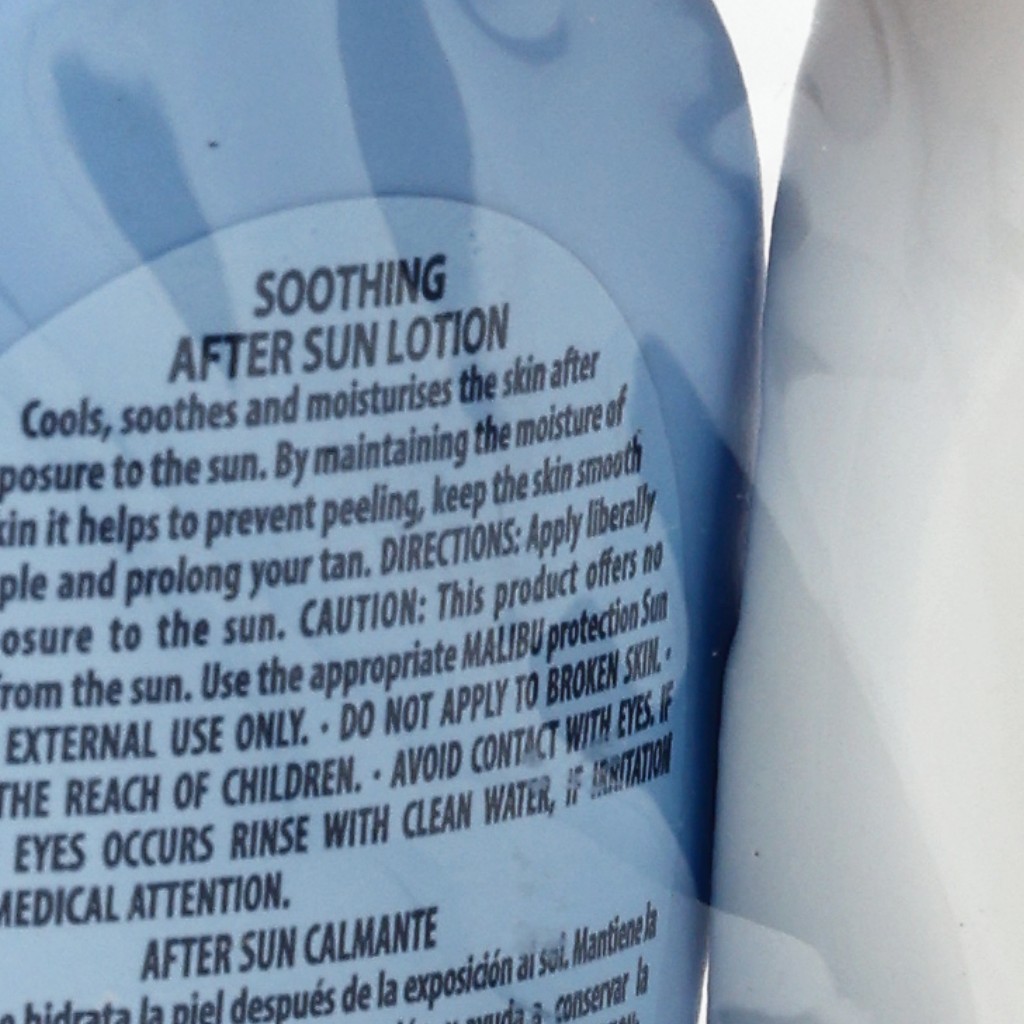 SOOTHING
AFTER SUN LOTION
Cools, soothes and moisturises the skin after
posure to the sun. By maintaining the moisture of
kin it helps to prevent peeling, keep the skin smooth
ple and prolong your tan. DIRECTIONS: Apply liberally
osure to the sun. CAUTION: This product offers no
from the sun. Use the appropriate MALIBU protection Sun
EXTERNAL USE ONLY. · DO NOT APPLY TO BROKEN SKIN. ·
THE REACH OF CHILDREN. · AVOID CONTACT WITH EYES, IF
EYES OCCURS RINSE WITH CLEAN WATER, IF IRRITATION
MEDICAL ATTENTION.
AFTER SUN CALMANTE
e hidrata la piel después de la exposición al sol. Mantiene la
ayuda a conservar la